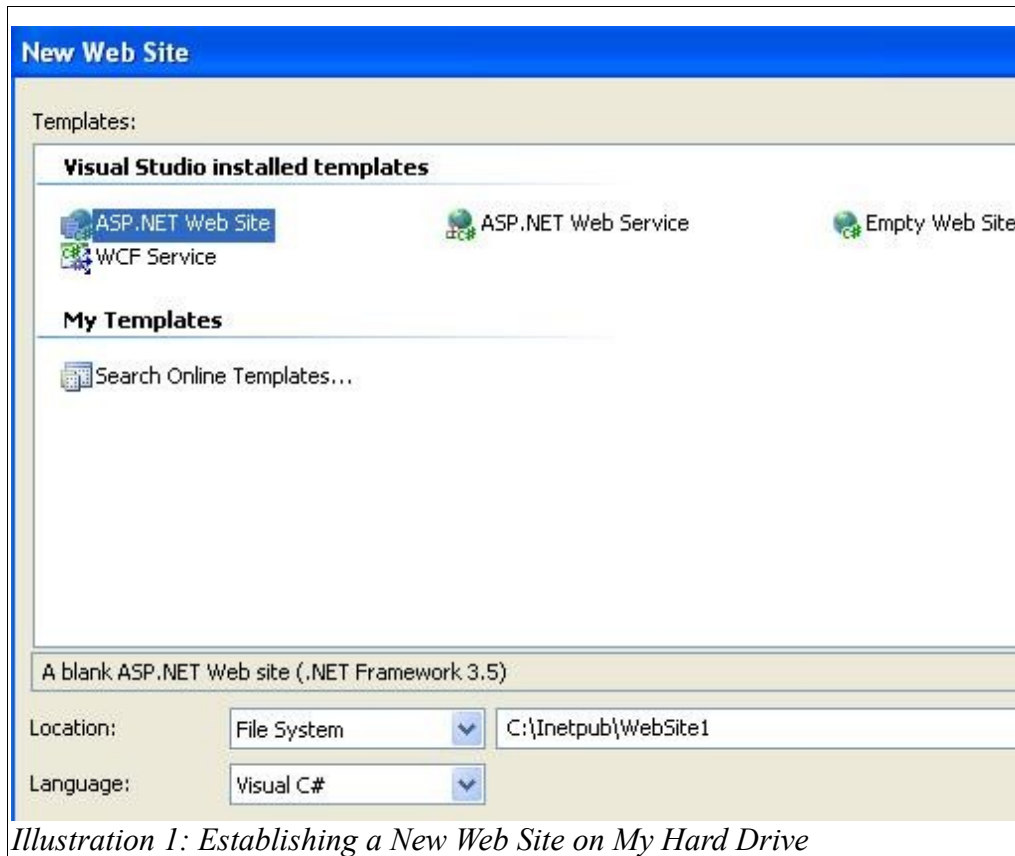 New Web Site
Templates:
Visual Studio installed templates
ASP.NET Web Site ASP.NET Web Service Empty Web Site
WCF Service
My Templates
Search Online Templates...
A blank ASP.NET Web site (.NET Framework 3.5)
Location: File System C:\Inetpub\WebSite1
Language: Visual C#
Illustration 1: Establishing a New Web Site on My Hard Drive